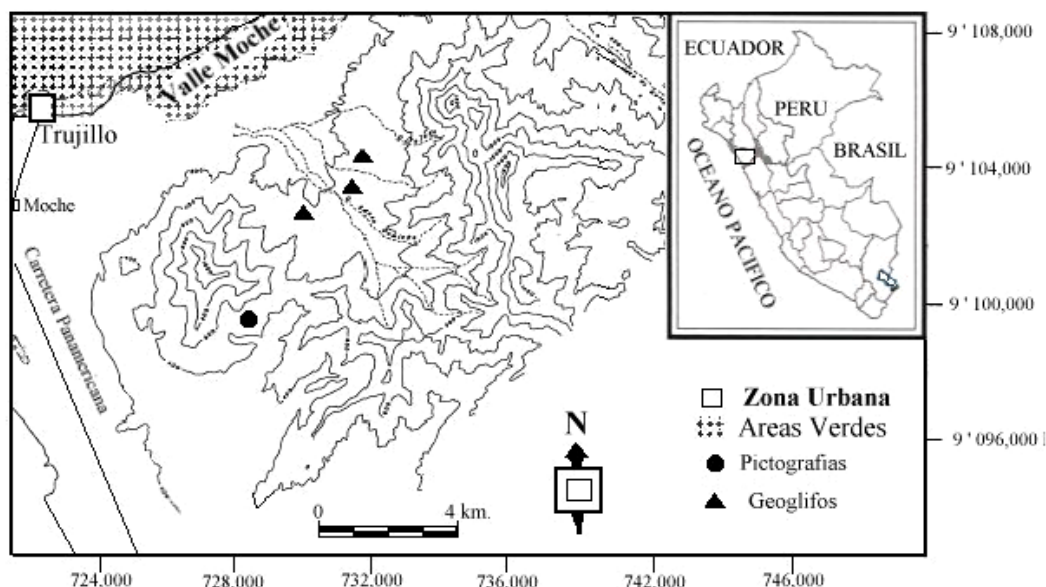 Valle Moche
Trujillo
Moche
Carretera Panamericana
ECUADOR
PERU
BRASIL
OCEANO PACIFICO
9 ' 108,000
9 ' 104,000
9 ' 100,000
9 ' 096,000
Zona Urbana
Areas Verdes
Pictografias
Geoglifos
N
0 4 km.
724,000 728,000 732,000 736,000 742,000 746,000